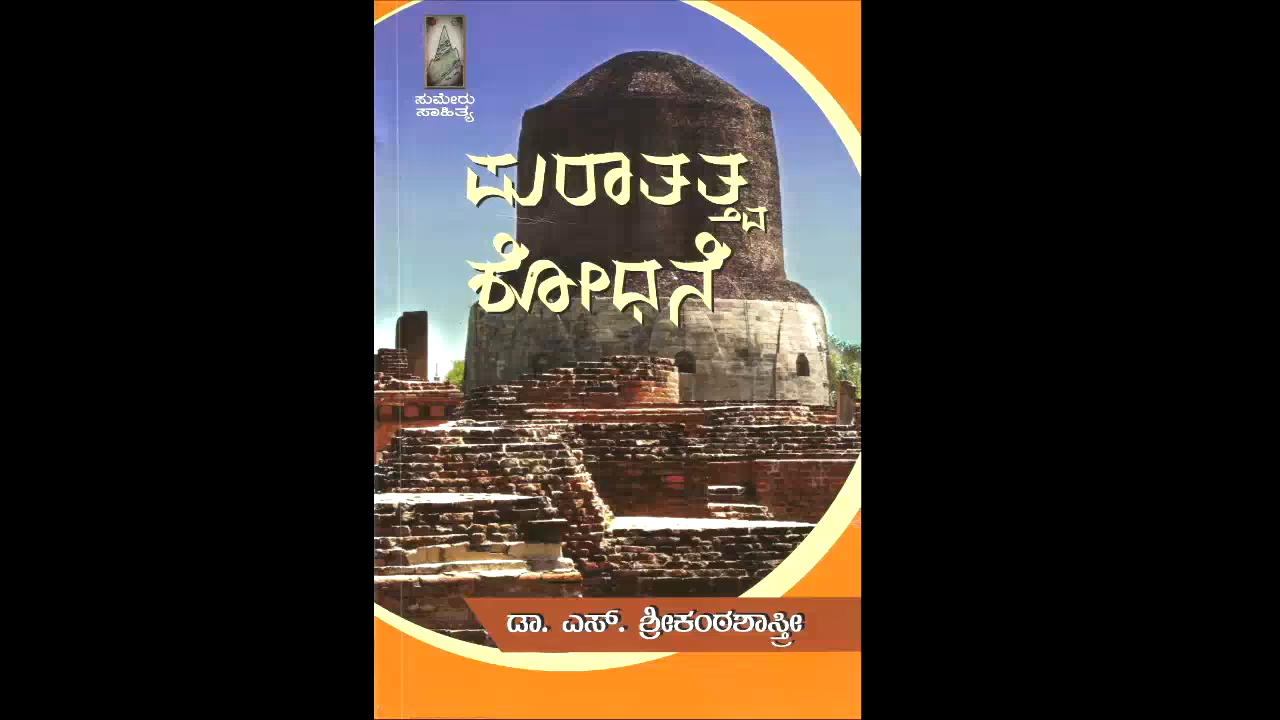 ಸುಮೇರು
ಸಾಹಿತ್ಯ
ಪುರಾತತ್ತ್ವ
ಶೋಧನೆ
ಡಾ. ಎಸ್. ಶ್ರೀಕಂಠಶಾಸ್ತ್ರೀ